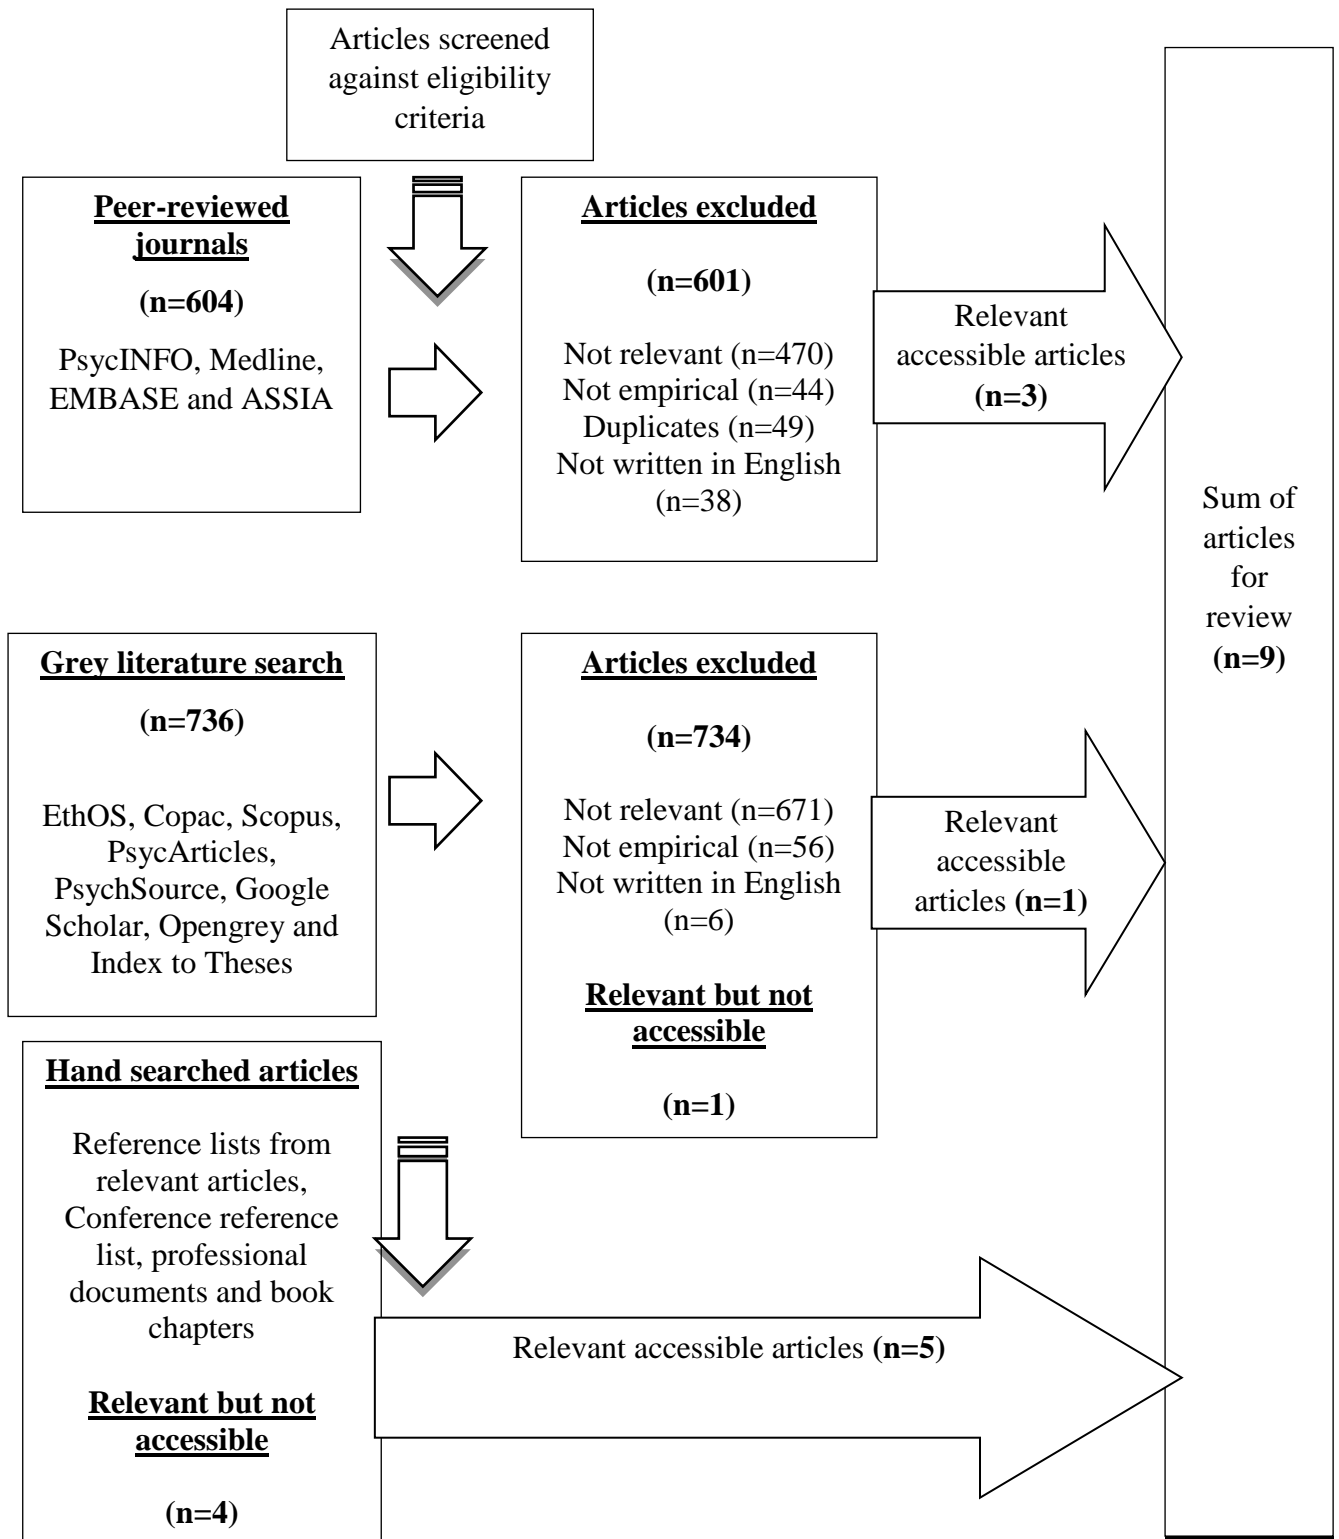 Articles screened
against eligibility
criteria
Peer-reviewed
journals
(n=604)
PsycINFO, Medline,
EMBASE and ASSIA
Articles excluded
(n=601)
Not relevant (n=470)
Not empirical (n=44)
Duplicates (n=49)
Not written in English
(n=38)
Relevant
accessible articles
(n=3)
Sum of
articles
for
review
(n=9)
Grey literature search
(n=736)
EthOS, Copac, Scopus,
PsycArticles,
PsychSource, Google
Scholar, Opengrey and
Index to Theses
Articles excluded
(n=734)
Not relevant (n=671)
Not empirical (n=56)
Not written in English
(n=6)
Relevant but not
accessible
(n=1)
Relevant
accessible
articles (n=1)
Hand searched articles
Reference lists from
relevant articles,
Conference reference
list, professional
documents and book
chapters
Relevant but not
accessible
(n=4)
Relevant accessible articles (n=5)